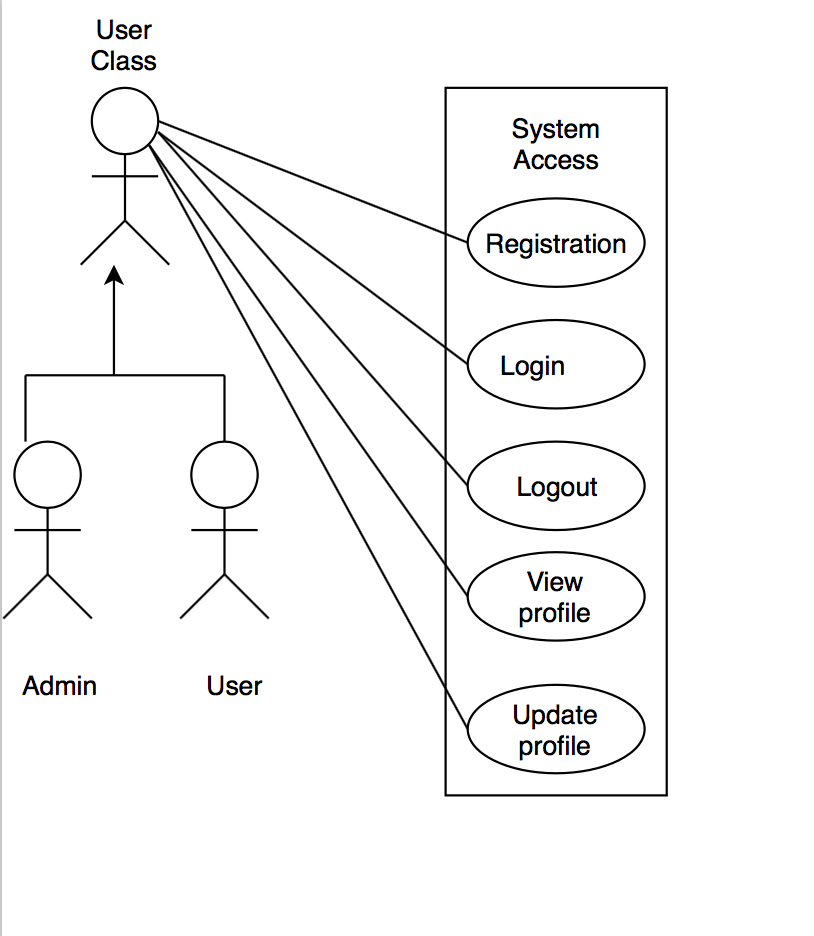 User
Class
System
Access
Registration
Login
Logout
View
profile
Update
profile
Admin
User